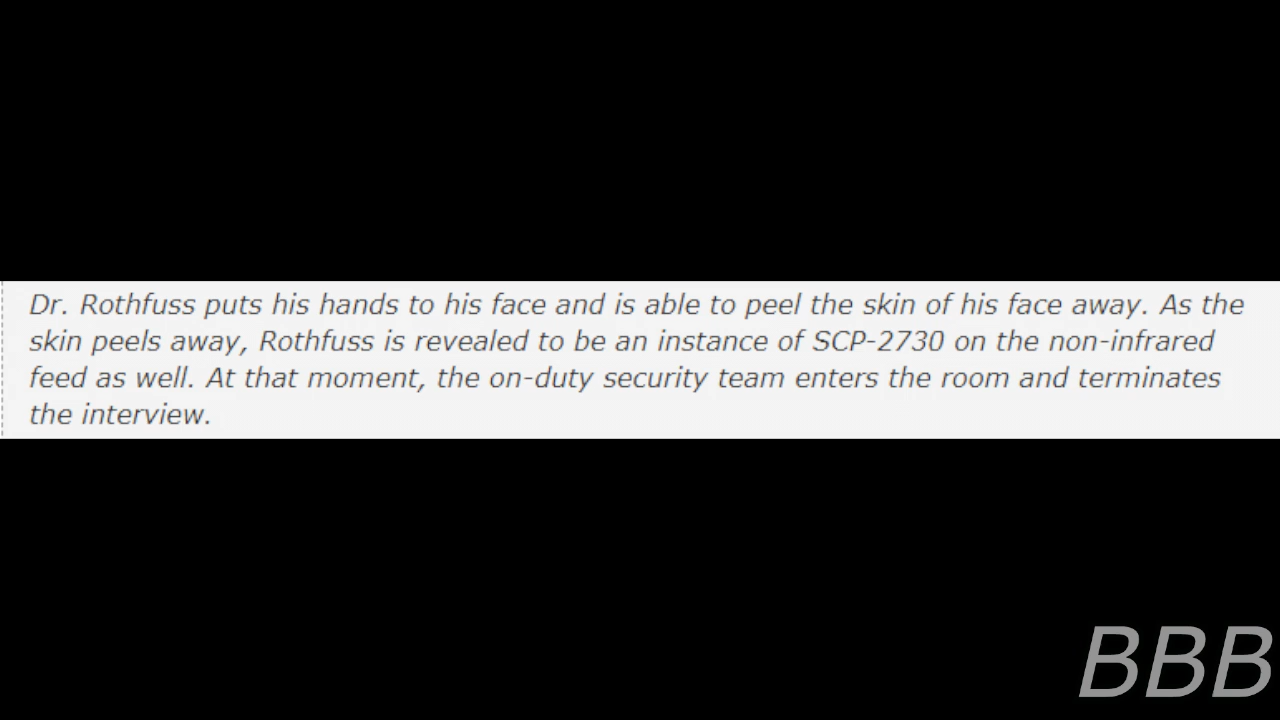 Dr. Rothfuss puts his hands to his face and is able to peel the skin of his face away. As the
skin peels away, Rothfuss is revealed to be an instance of SCP-2730 on the non-infrared
feed as well. At that moment, the on-duty security team enters the room and terminates
the interview.
BBB